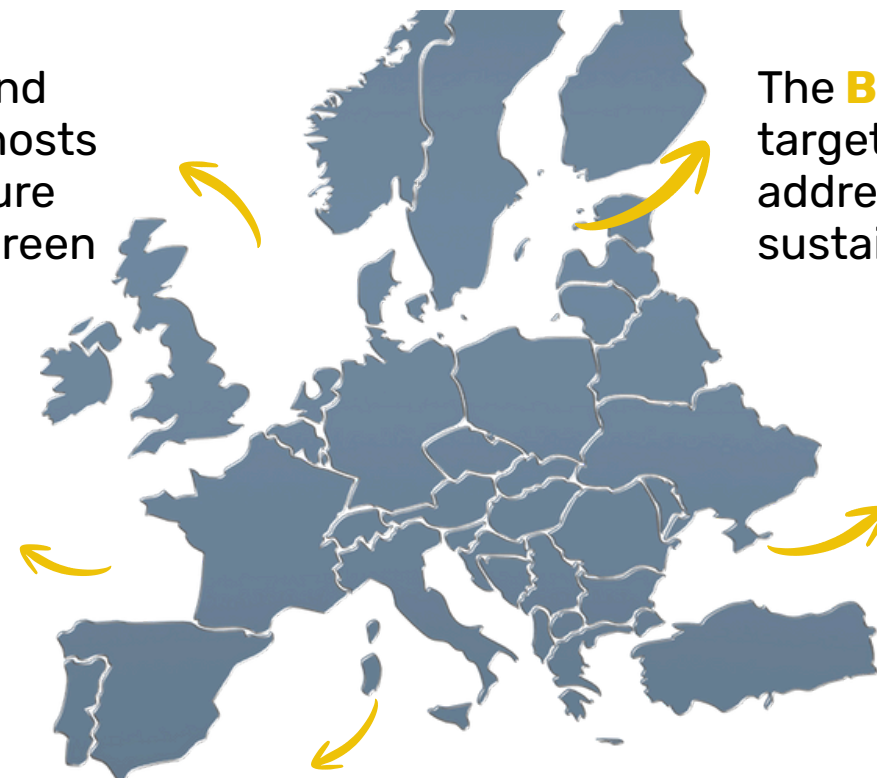 nd
hosts
ure
reen
The B
target
addre
sustai